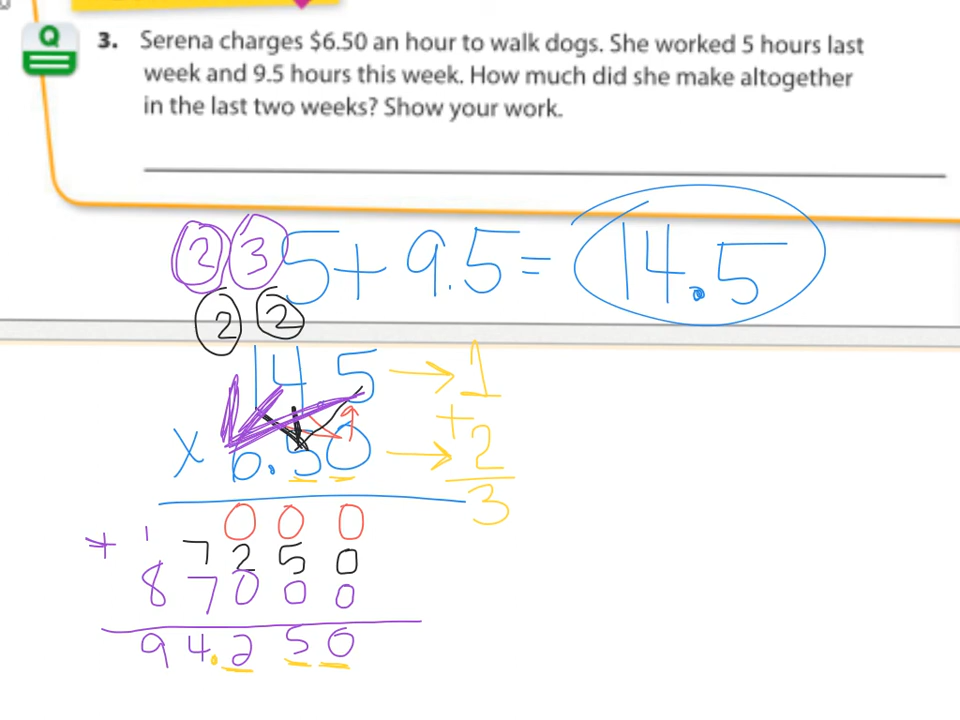 Q
3. Serena charges $6.50 an hour to walk dogs. She worked 5 hours last
week and 9.5 hours this week. How much did she make altogether
in the last two weeks? Show your work.
2 3 5 + 9.5 = 14.5
2 2
145 → 1
+
x 6.50 → 2
3
000
+ 1 7250
87000
94.250